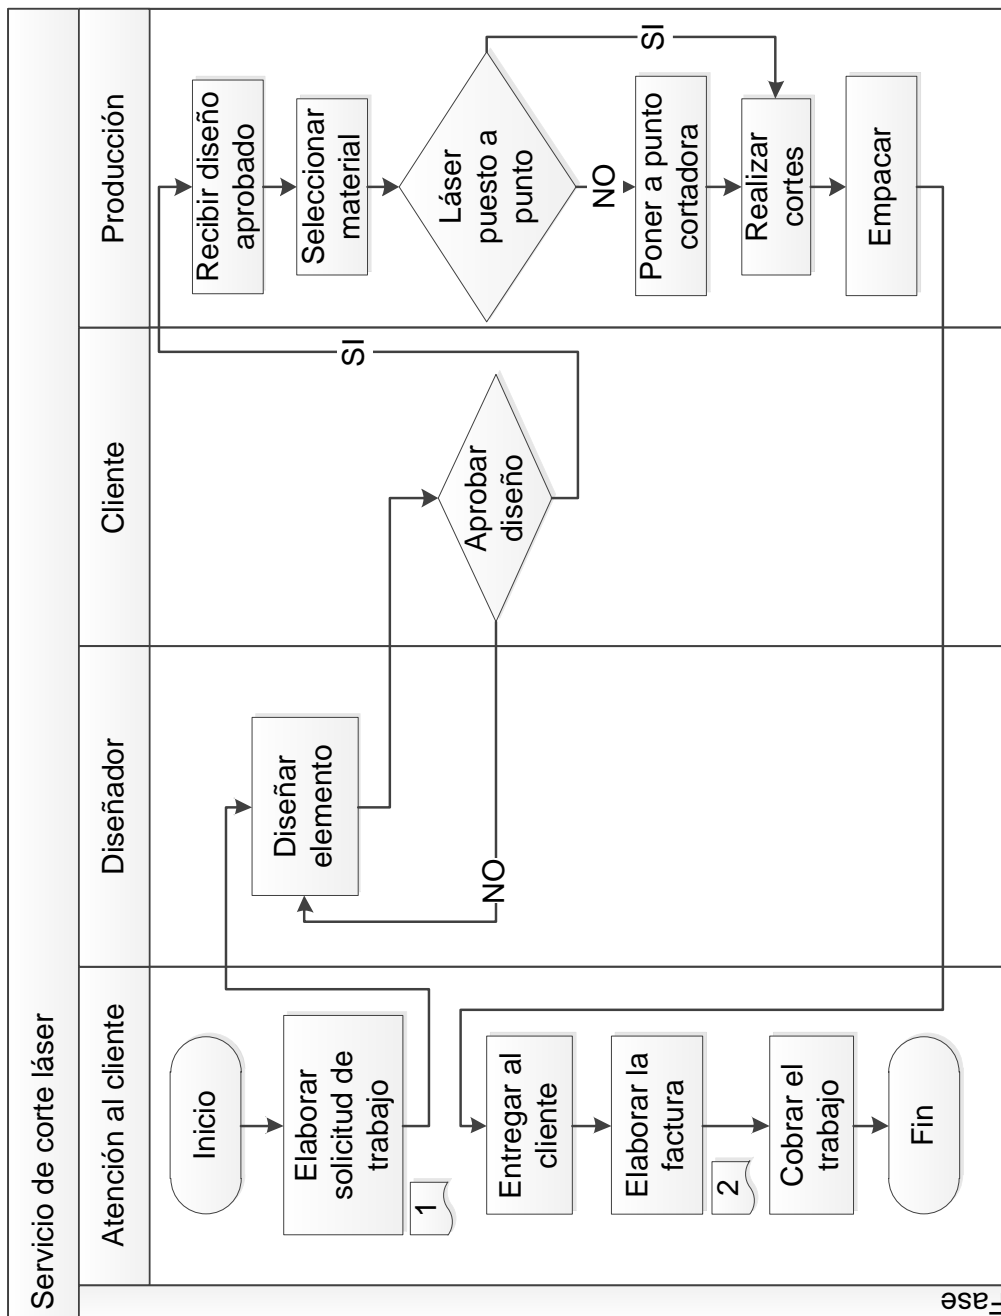 Servicio de corte láser
Atención al cliente
Diseñador
Cliente
Producción
Fase
Inicio
Elaborar
solicitud de
trabajo
1
Entregar al
cliente
Elaborar la
factura
2
Cobrar el
trabajo
Fin
Diseñar
elemento
NO
Aprobar
diseño
SI
Recibir diseño
aprobado
Seleccionar
material
Láser
puesto a
punto
SI
NO
Poner a punto
cortadora
Realizar
cortes
Empacar